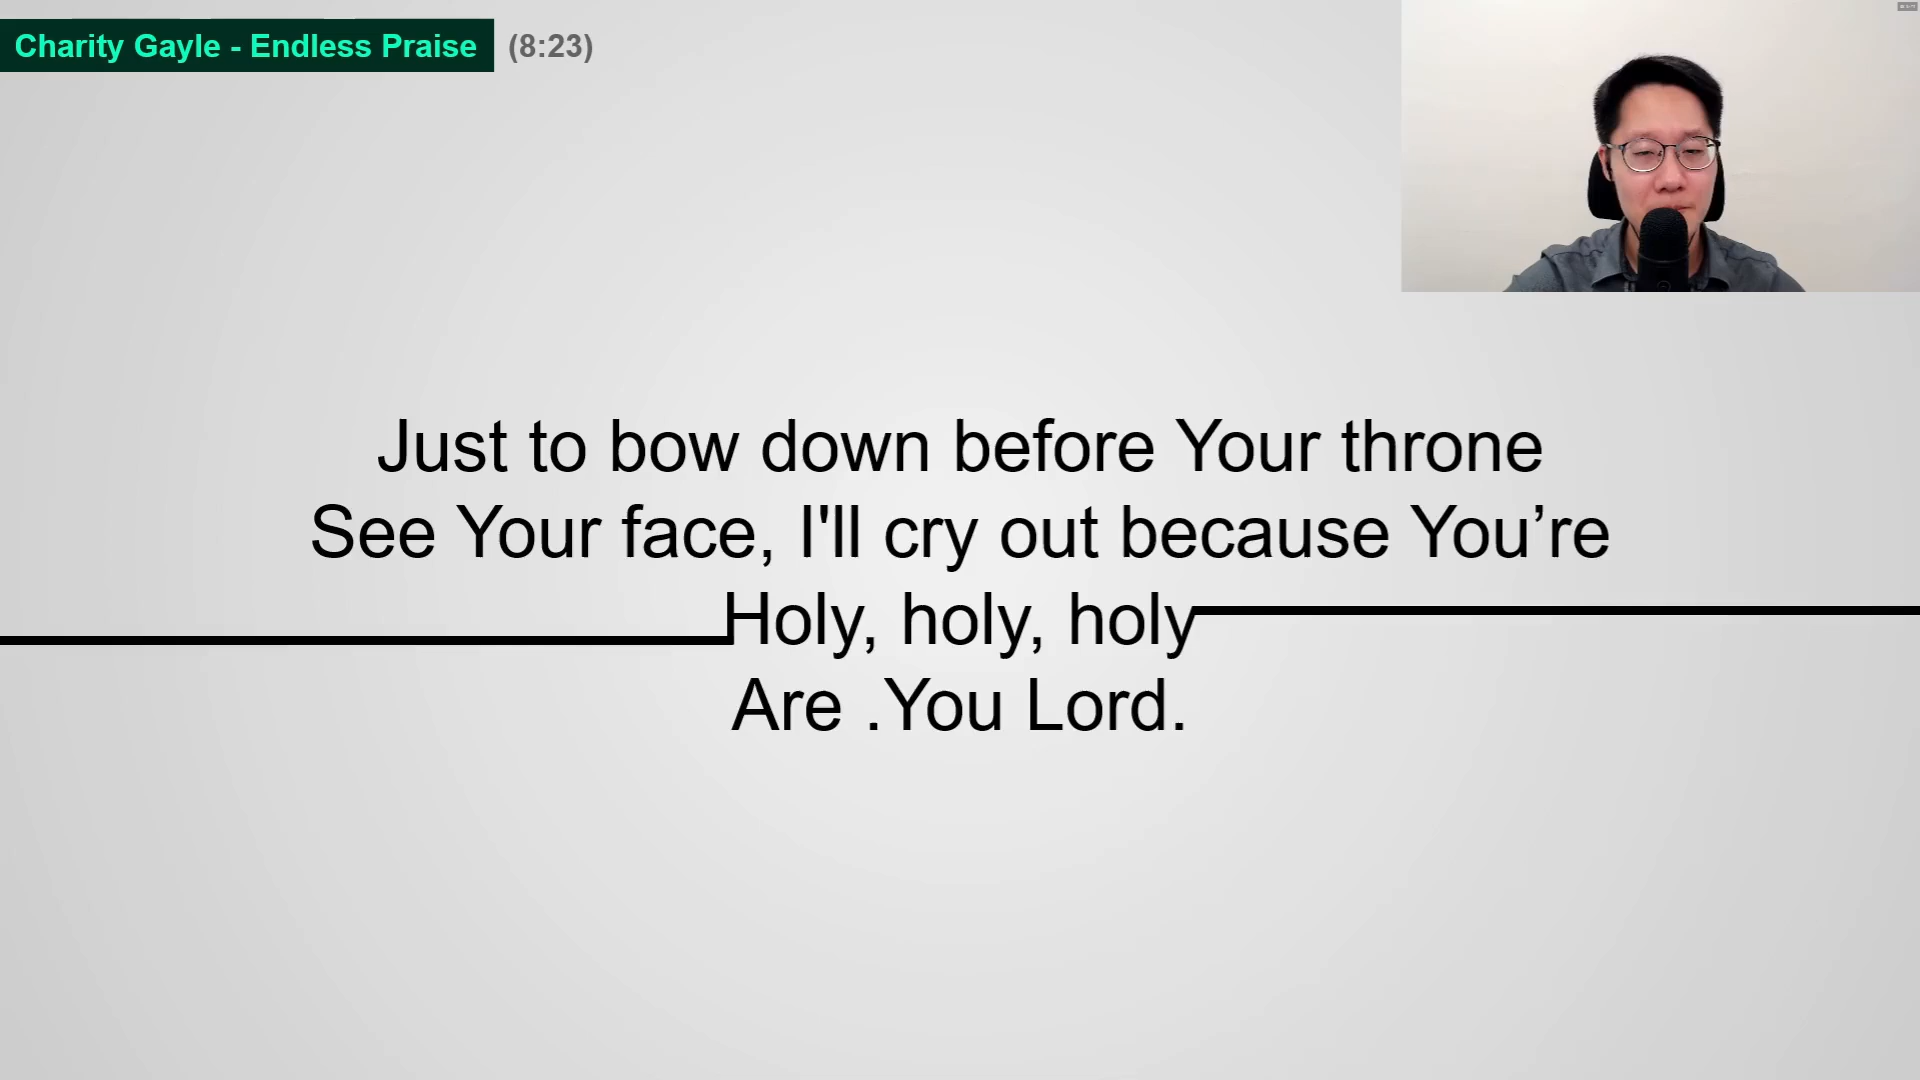 Charity Gayle - Endless Praise (8:23)
Just to bow down before Your throne
See Your face, I'll cry out because You’re
Holy, holy, holy
Are .You Lord.